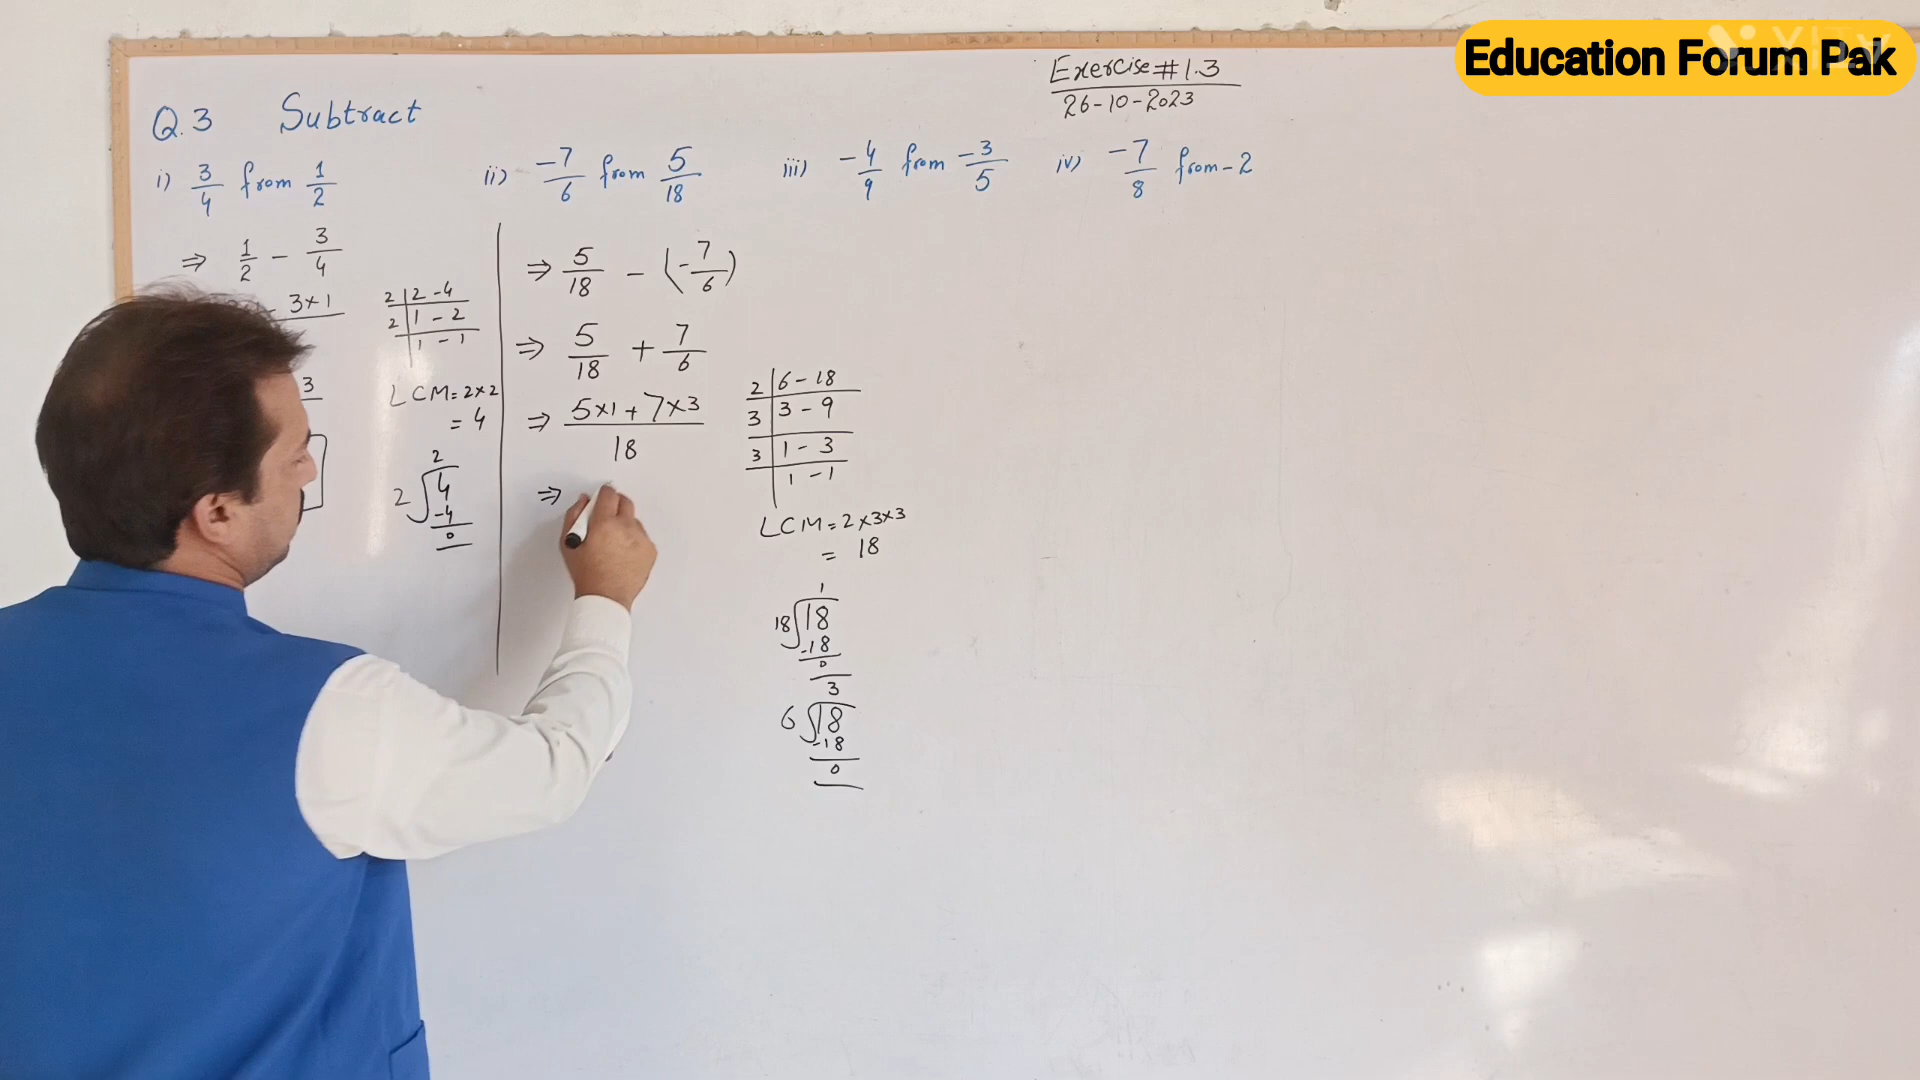 Education Forum Pak
Exercise # 1.3
26-10-2023
Q.3 Subtract
i) 3/4 from 1/2
ii) -7/6 from 5/18
iii) -4/9 from -3/5
iv) -7/8 from -2
⇒ 1/2 - 3/4
- 3×1
3
2 | 2 - 4
2 | 1 - 2
1 - 1
LCM = 2×2
= 4
2
2 4
-4
0
⇒ 5/18 - (-7/6)
⇒ 5/18 + 7/6
⇒ 5×1 + 7×3 / 18
⇒
2 | 6 - 18
3 | 3 - 9
3 | 1 - 3
1 - 1
LCM = 2×3×3
= 18
1
18 18
-18
0
3
6 18
-18
0